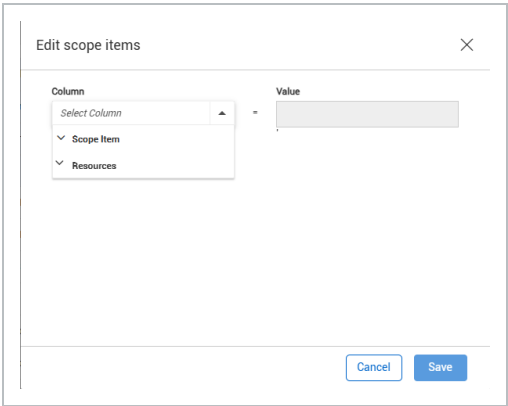 Edit scope items
Column
Value
Select Column
=
Scope Item
Resources
Cancel
Save